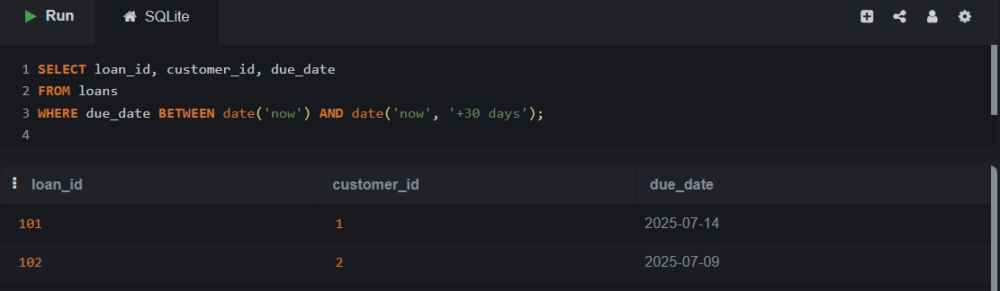 Run SQLite
1 SELECT loan_id, customer_id, due_date
2 FROM loans
3 WHERE due_date BETWEEN date('now') AND date('now', '+30 days');
4
loan_id customer_id due_date
101 1 2025-07-14
102 2 2025-07-09